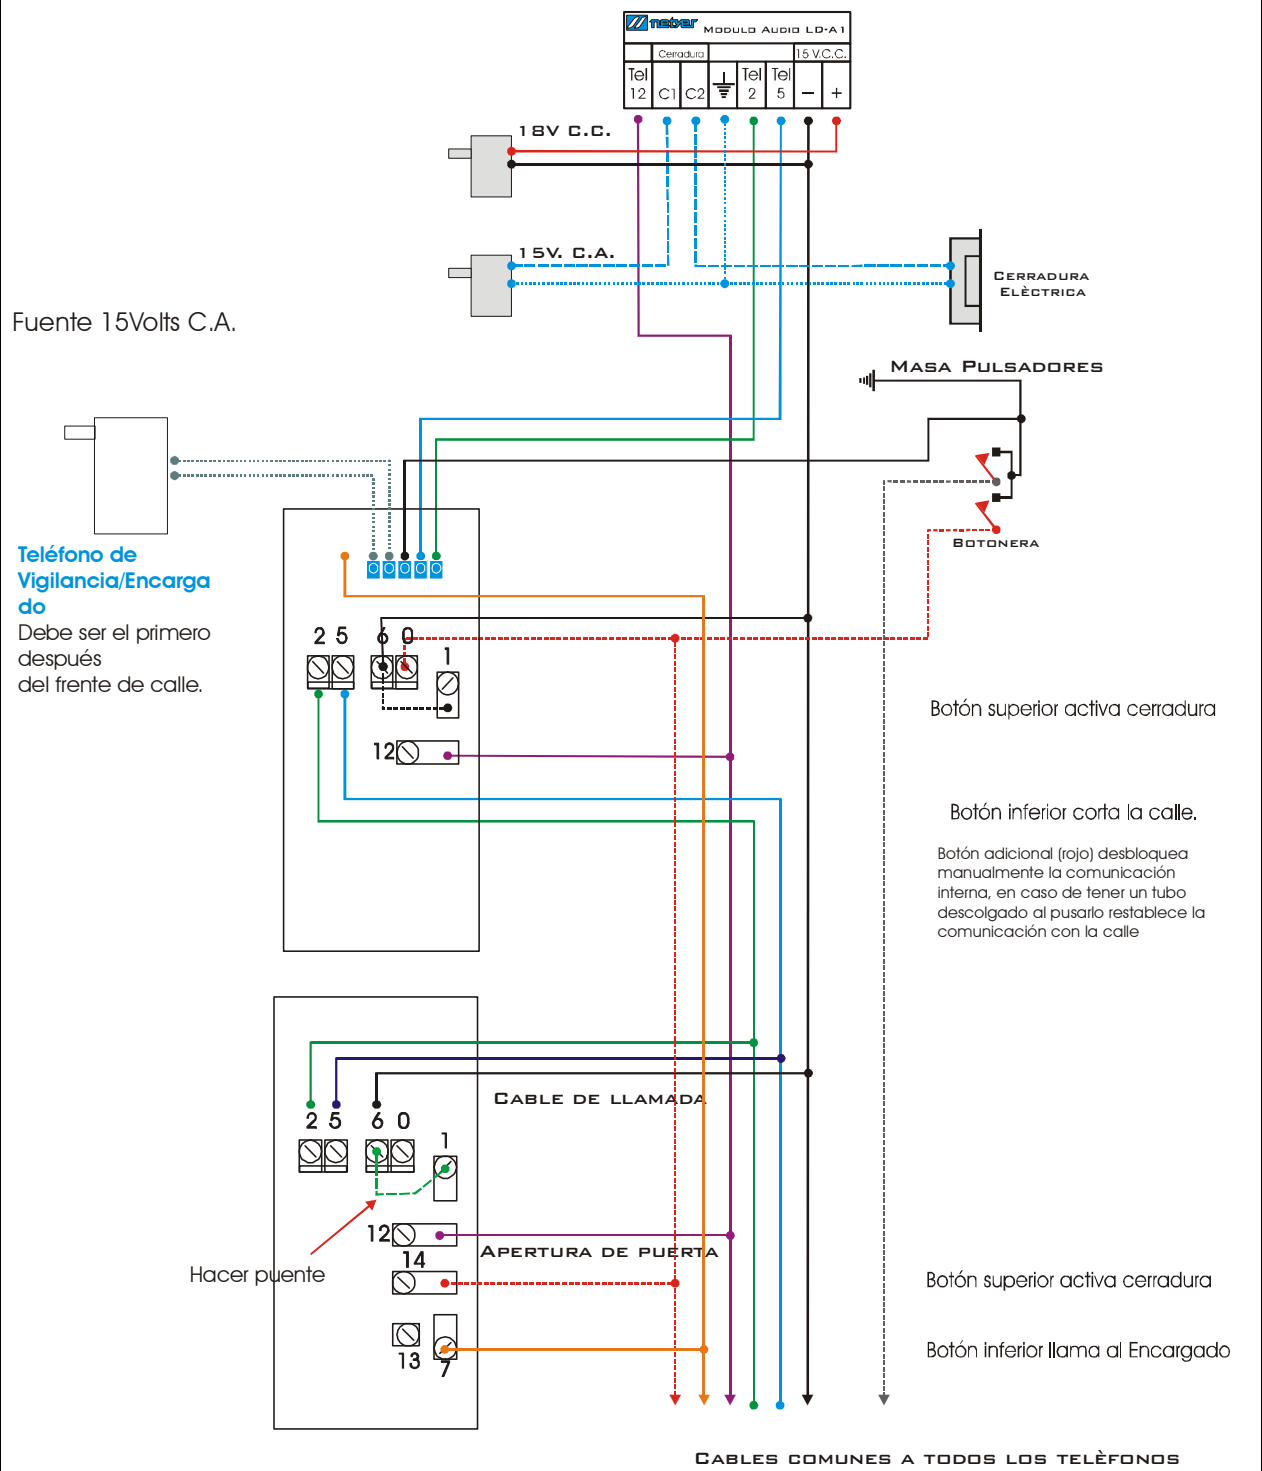 neter MODULO AUDIO LD-A1
Cerradura 15 V.C.C.
Tel 12 C1 C2 Tel 2 Tel 5 − +
18V C.C.
15V. C.A.
CERRADURA
ELÈCTRICA
Fuente 15Volts C.A.
MASA PULSADORES
BOTONERA
Teléfono de
Vigilancia/Encarga
do
Debe ser el primero
después
del frente de calle.
2 5 6 0
1
12
Botón superior activa cerradura
Botón inferior corta la calle.
Botón adicional (rojo) desbloquea
manualmente la comunicación
interna, en caso de tener un tubo
descolgado al pusarlo restablece la
comunicación con la calle
CABLE DE LLAMADA
2 5 6 0
1
12
APERTURA DE PUERTA
14
Hacer puente
13
7
Botón superior activa cerradura
Botón inferior llama al Encargado
CABLES COMUNES A TODOS LOS TELÈFONOS